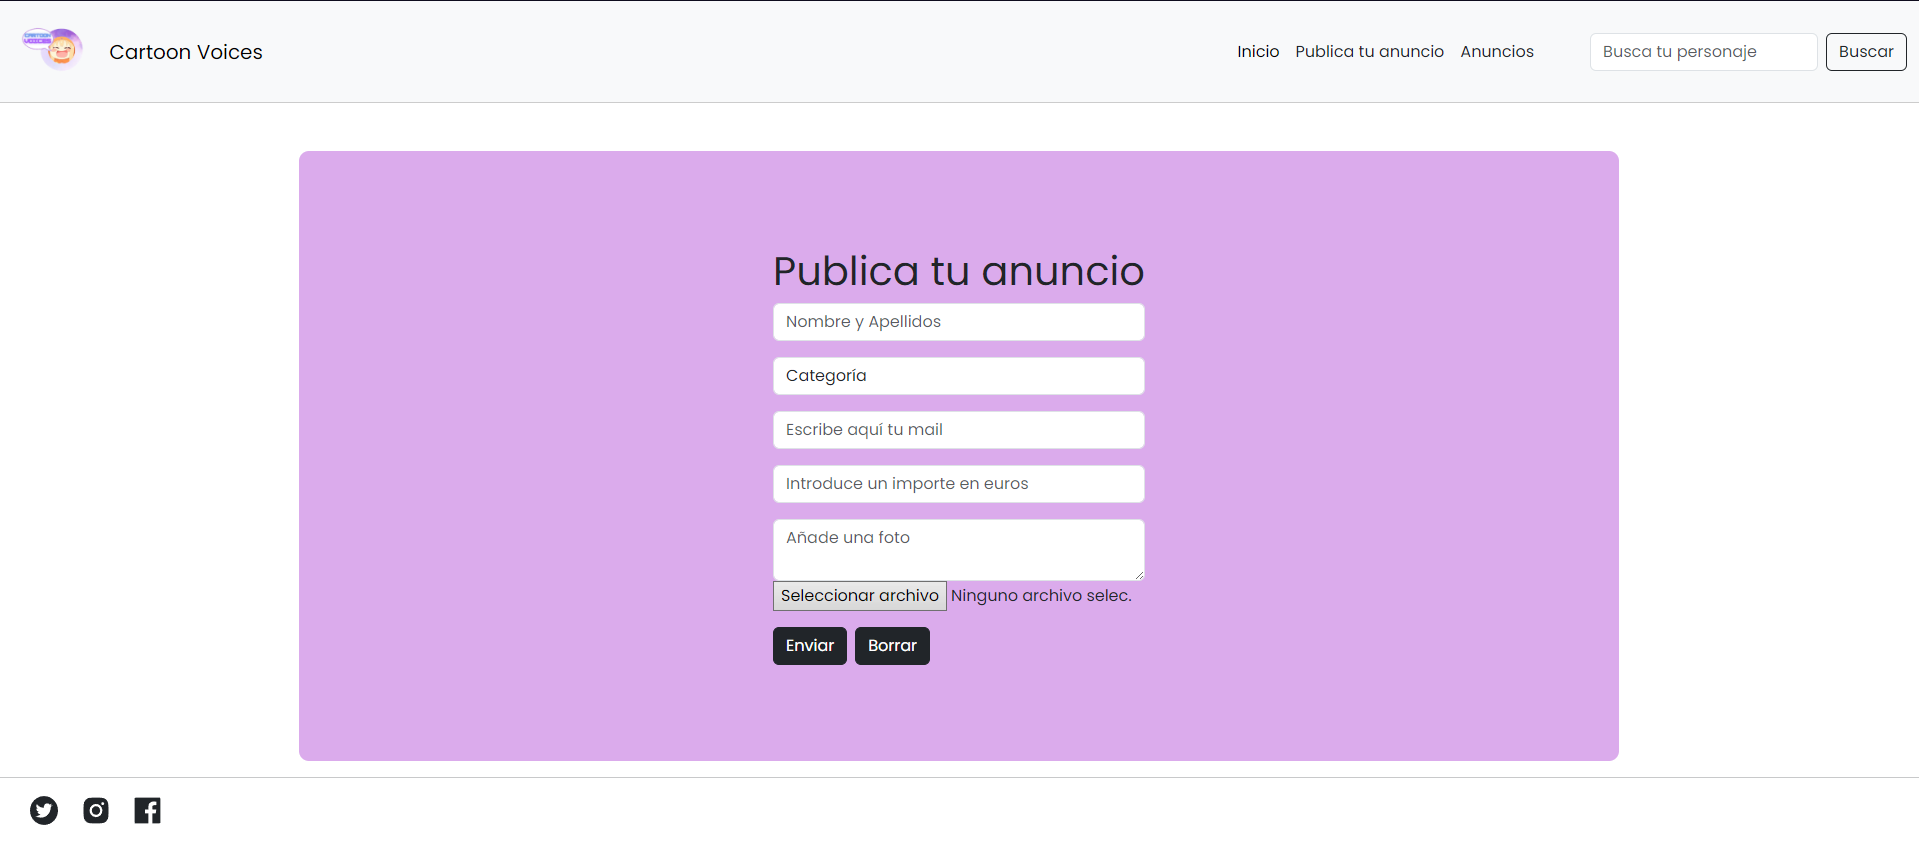 Cartoon Voices
Inicio Publica tu anuncio Anuncios
Busca tu personaje
Buscar
Publica tu anuncio
Nombre y Apellidos
Categoría
Escribe aquí tu mail
Introduce un importe en euros
Añade una foto
Seleccionar archivo Ninguno archivo selec.
Enviar Borrar